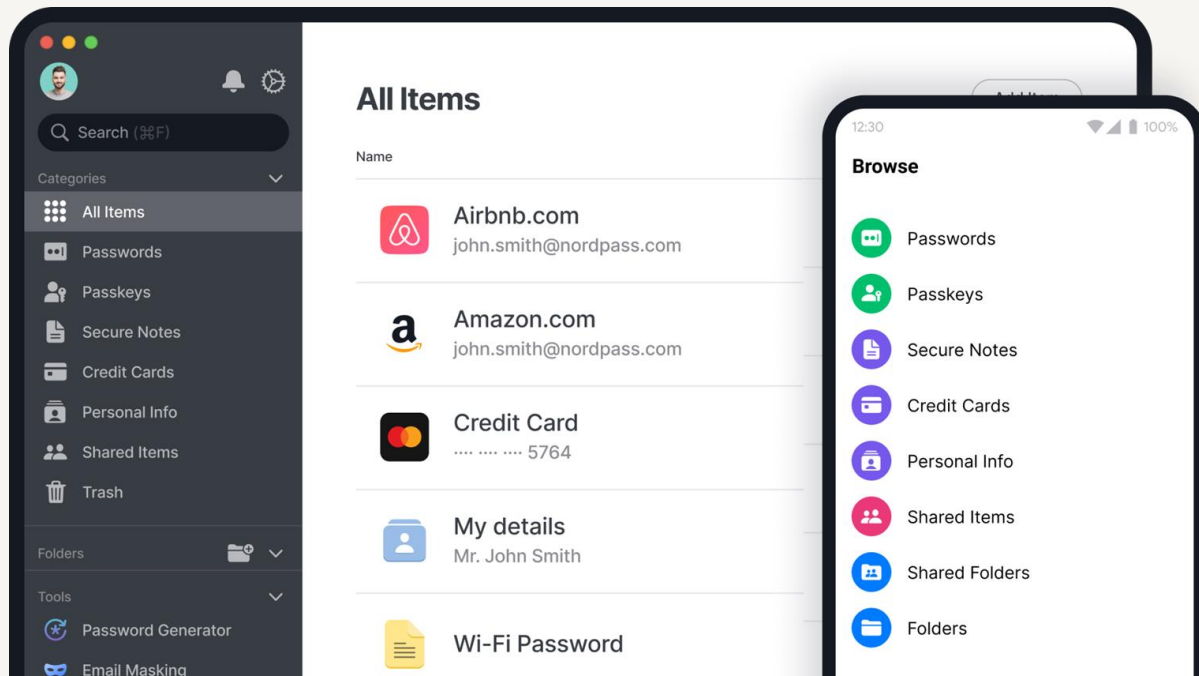 Search (⌘F)
Categories
All Items
Passwords
Passkeys
Secure Notes
Credit Cards
Personal Info
Shared Items
Trash
Folders
Tools
Password Generator
Email Masking
All Items
Add Item
Name
Airbnb.com
john.smith@nordpass.com
Amazon.com
john.smith@nordpass.com
Credit Card
···· ···· ···· 5764
My details
Mr. John Smith
Wi-Fi Password
12:30 100%
Browse
Passwords
Passkeys
Secure Notes
Credit Cards
Personal Info
Shared Items
Shared Folders
Folders